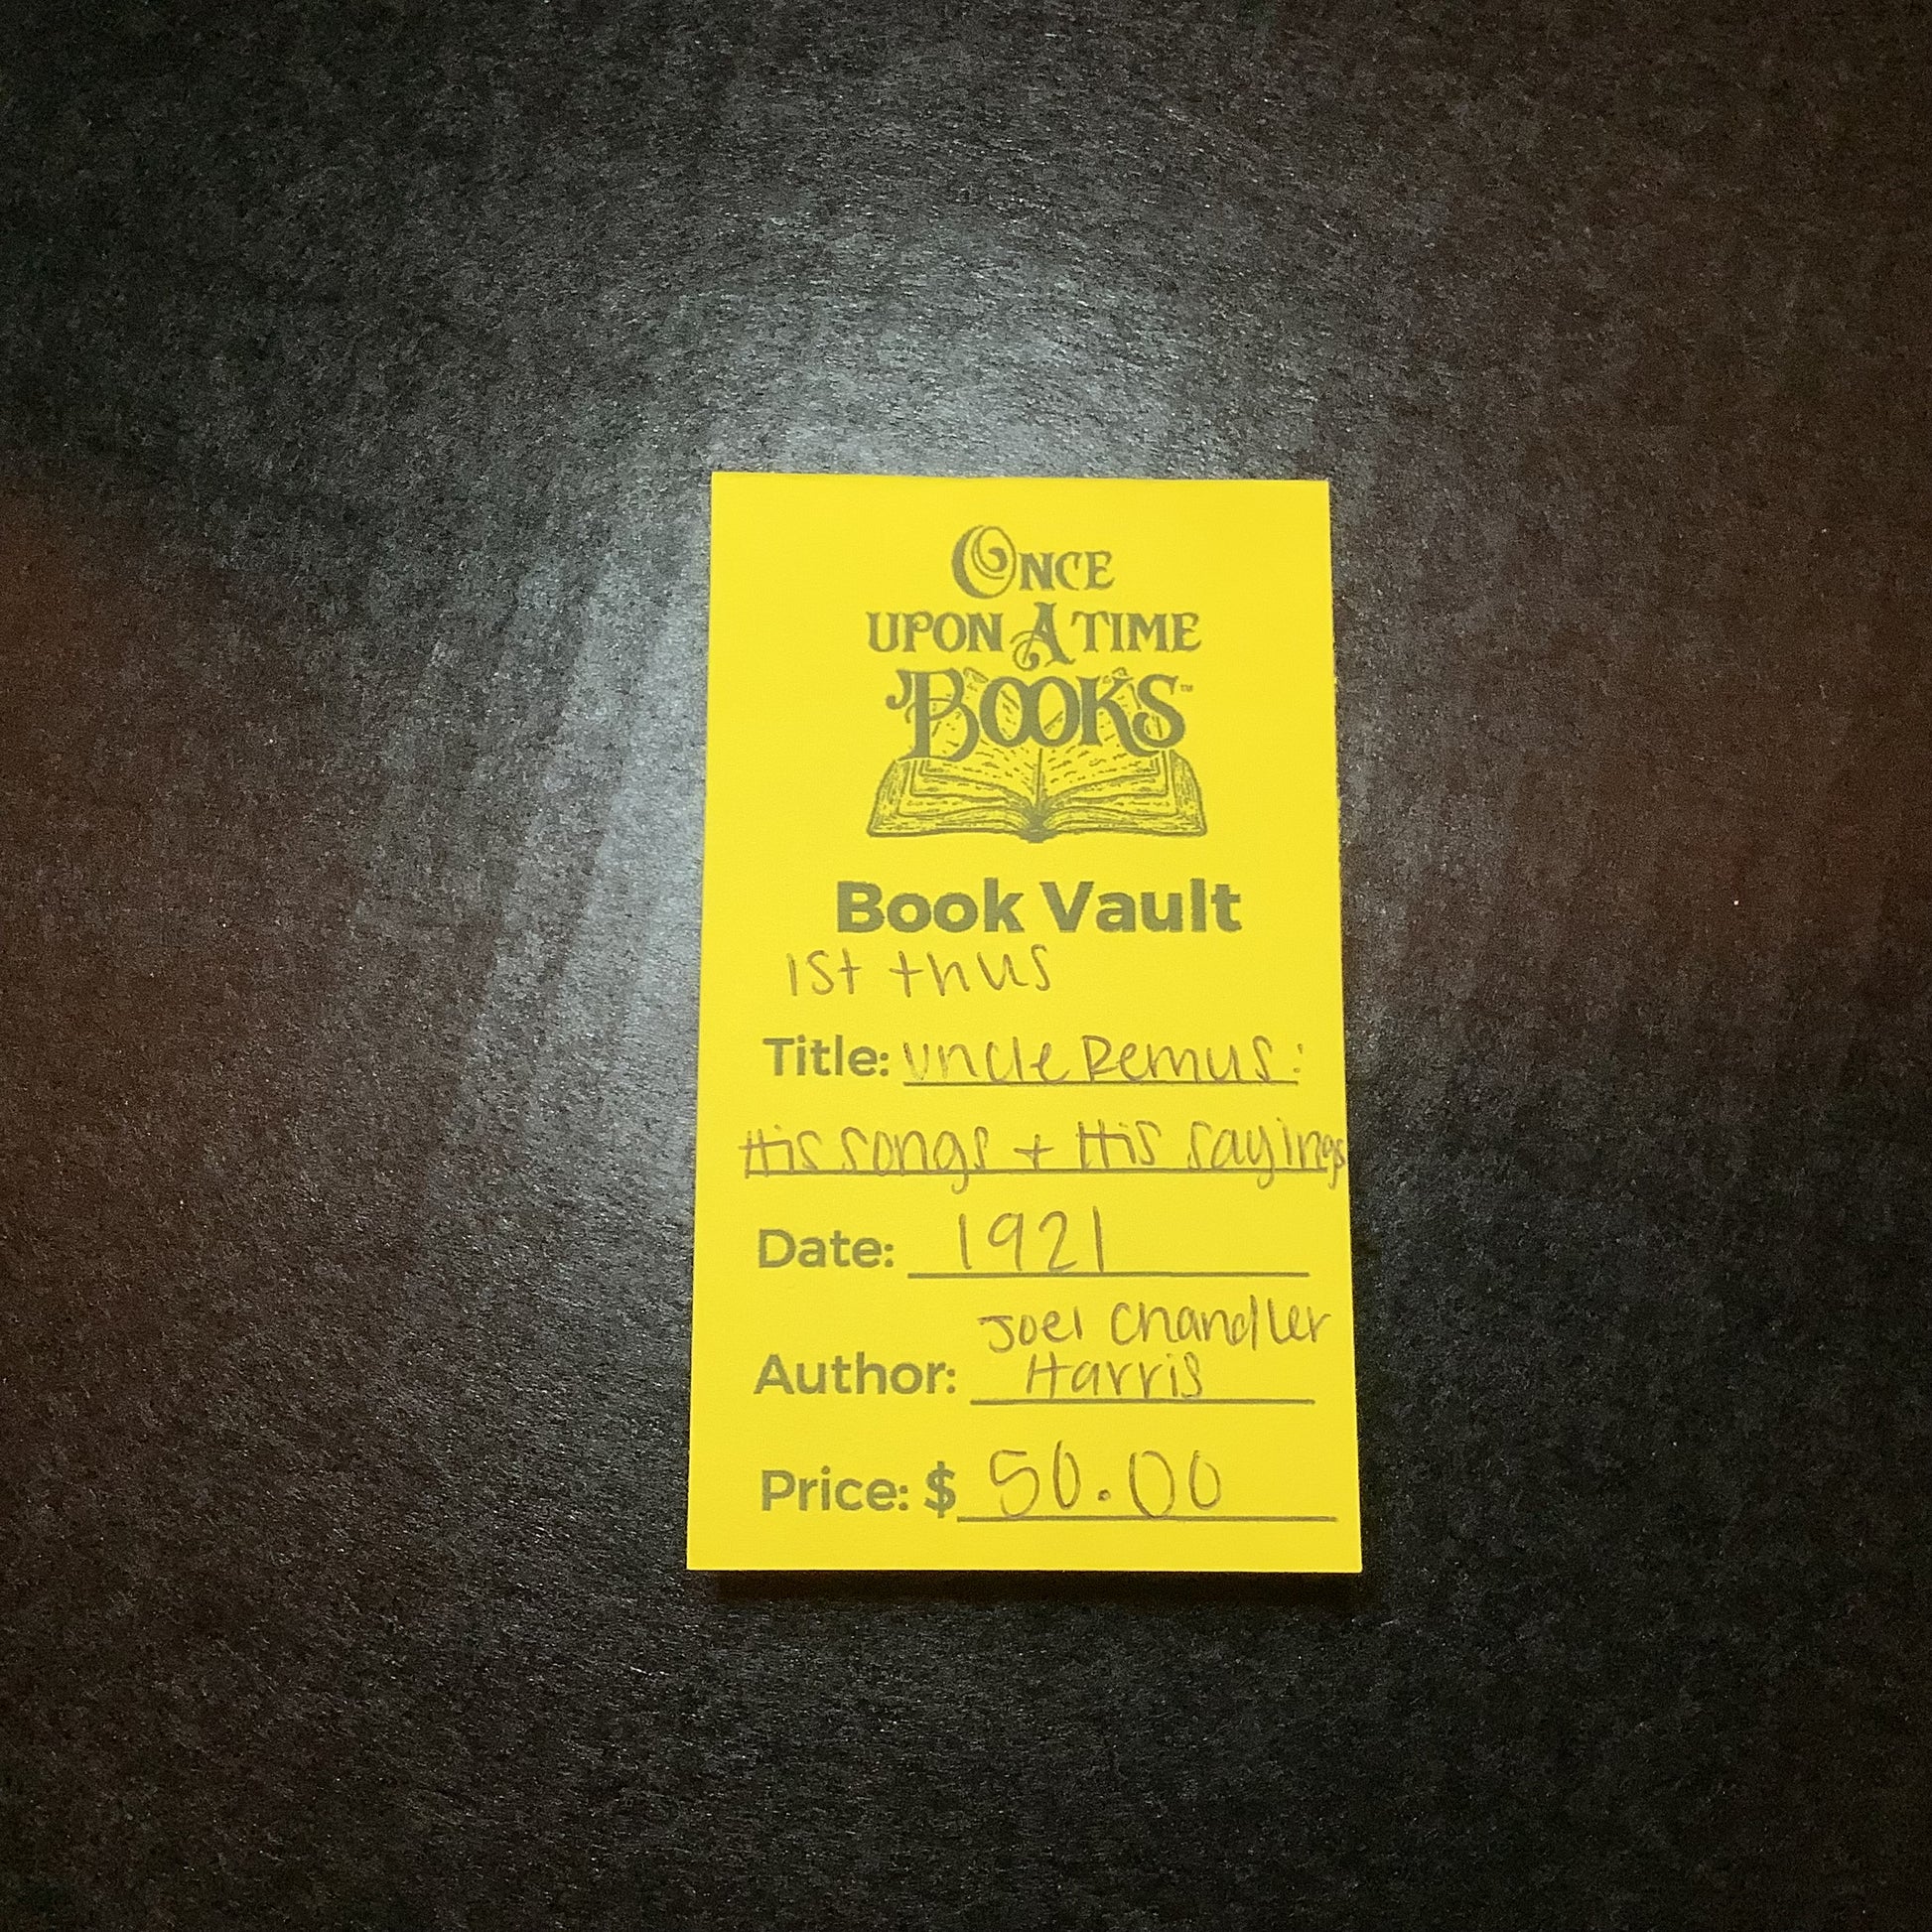 ONCE
UPON A TIME
BOOKS™
Book Vault
1st thus
Title: Uncle Remus:
His Songs + His Sayings
Date: 1921
Joel Chandler
Author: Harris
Price: $ 50.00